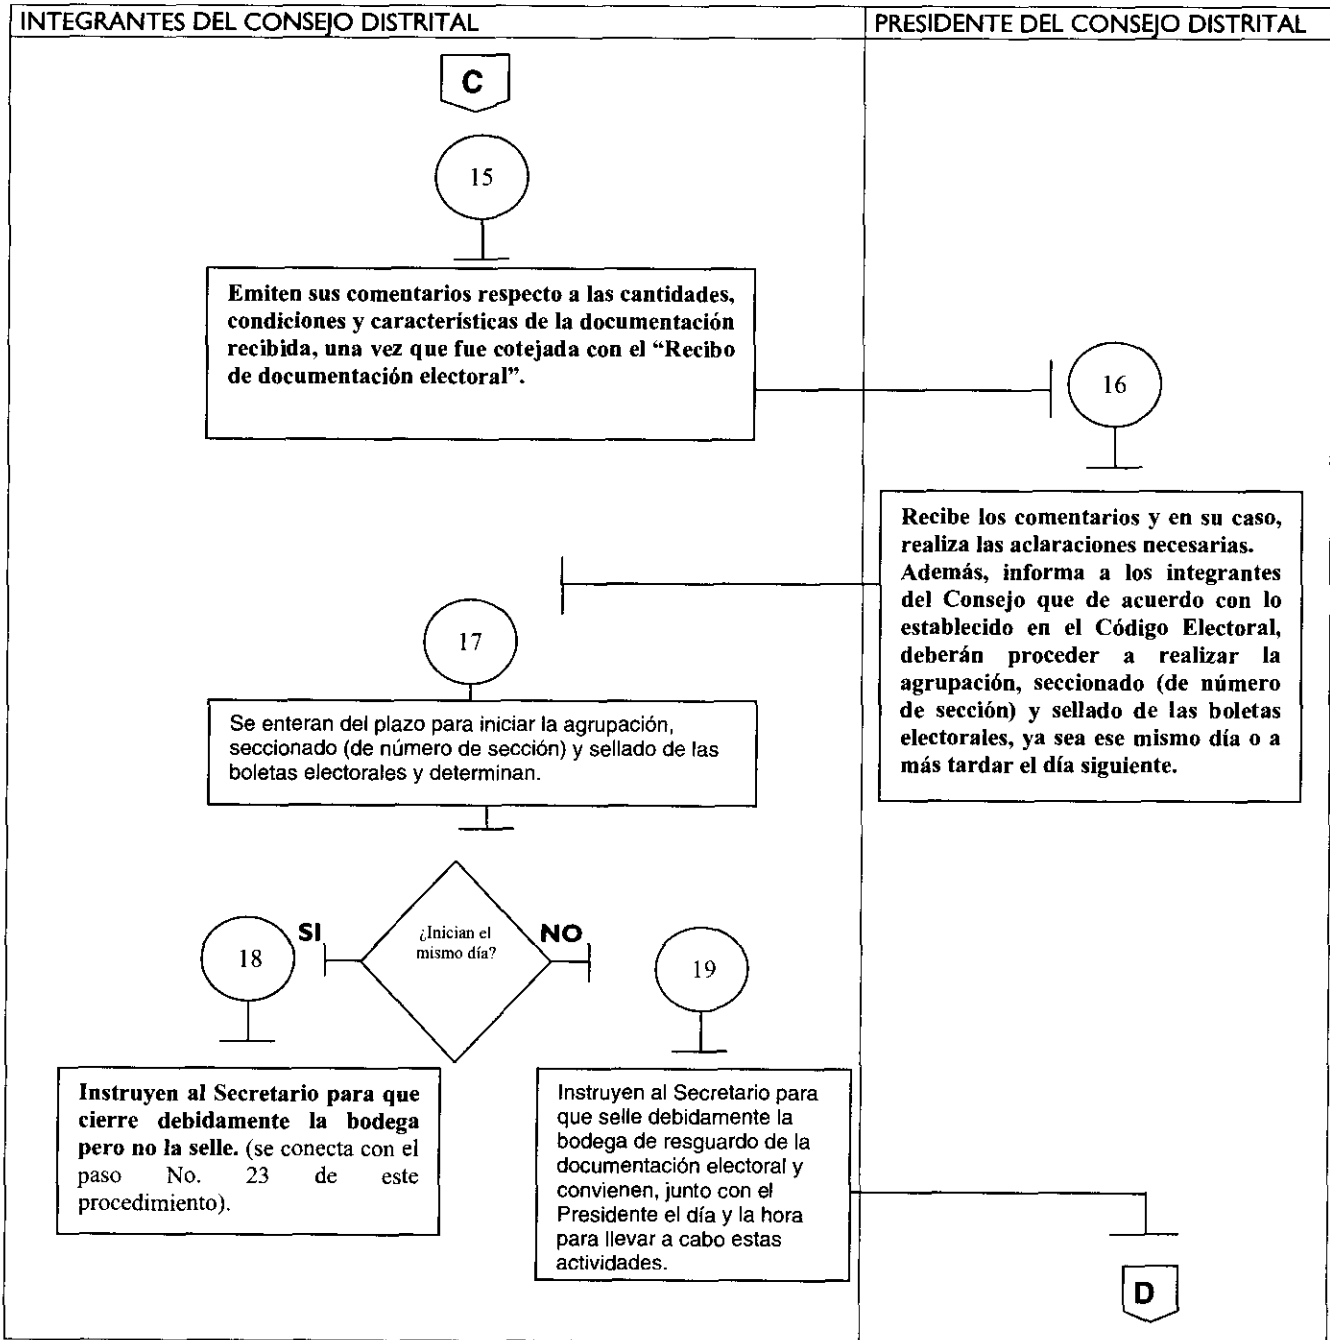 INTEGRANTES DEL CONSEJO DISTRITAL
PRESIDENTE DEL CONSEJO DISTRITAL
C
15
Emiten sus comentarios respecto a las cantidades,
condiciones y características de la documentación
recibida, una vez que fue cotejada con el “Recibo
de documentación electoral”.
16
Recibe los comentarios y en su caso,
realiza las aclaraciones necesarias.
Además, informa a los integrantes
del Consejo que de acuerdo con lo
establecido en el Código Electoral,
deberán proceder a realizar la
agrupación, seccionado (de número
de sección) y sellado de las boletas
electorales, ya sea ese mismo día o a
más tardar el día siguiente.
17
Se enteran del plazo para iniciar la agrupación,
seccionado (de número de sección) y sellado de las
boletas electorales y determinan.
¿Inician el
mismo día?
SI
NO
18
Instruyen al Secretario para que
cierre debidamente la bodega
pero no la selle. (se conecta con el
paso No. 23 de este
procedimiento).
19
Instruyen al Secretario para
que selle debidamente la
bodega de resguardo de la
documentación electoral y
convienen, junto con el
Presidente el día y la hora
para llevar a cabo estas
actividades.
D